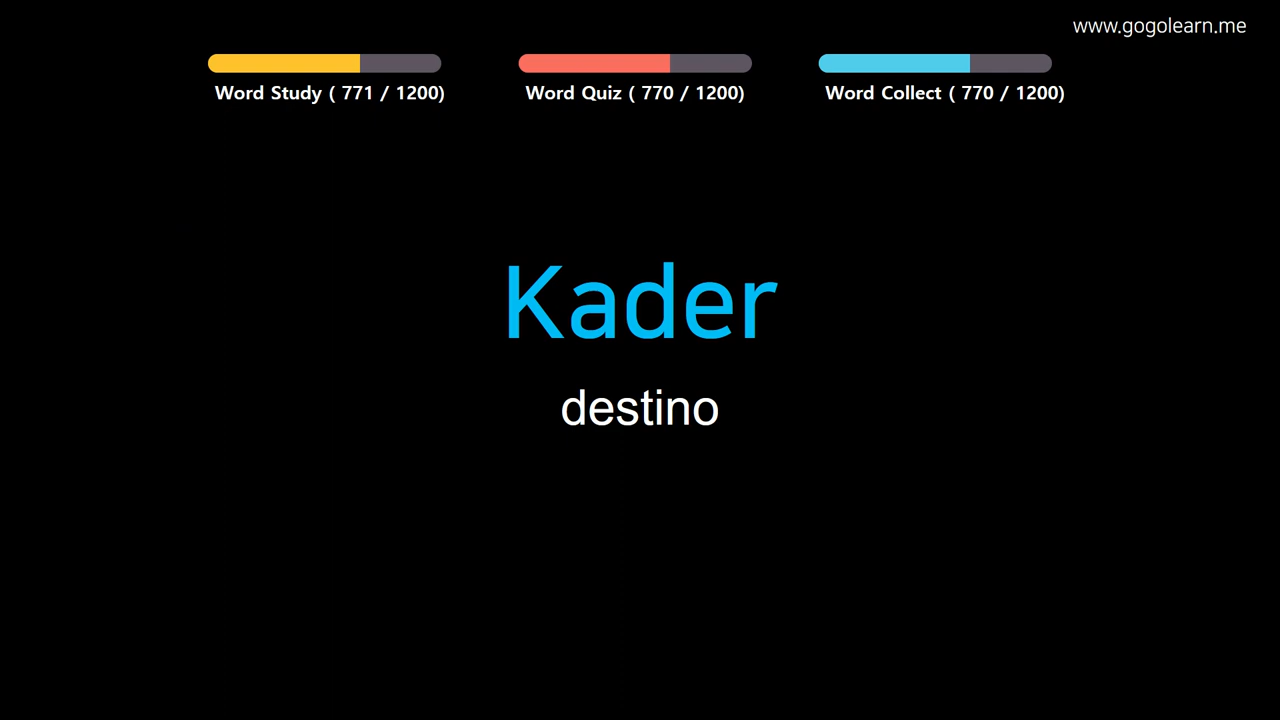 www.gogolearn.me
Word Study ( 771 / 1200)
Word Quiz ( 770 / 1200)
Word Collect ( 770 / 1200)
Kader
destino